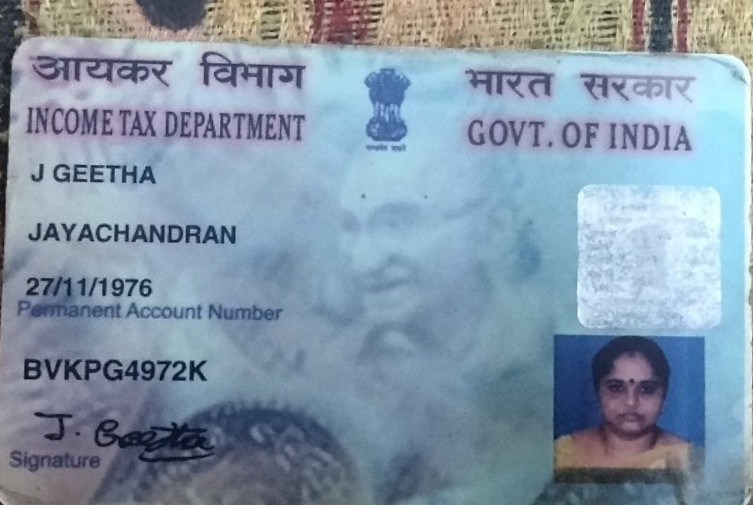 आयकर विभाग
भारत सरकार
INCOME TAX DEPARTMENT
GOVT. OF INDIA
J GEETHA
JAYACHANDRAN
27/11/1976
Permanent Account Number
BVKPG4972K
J. Geetha
Signature